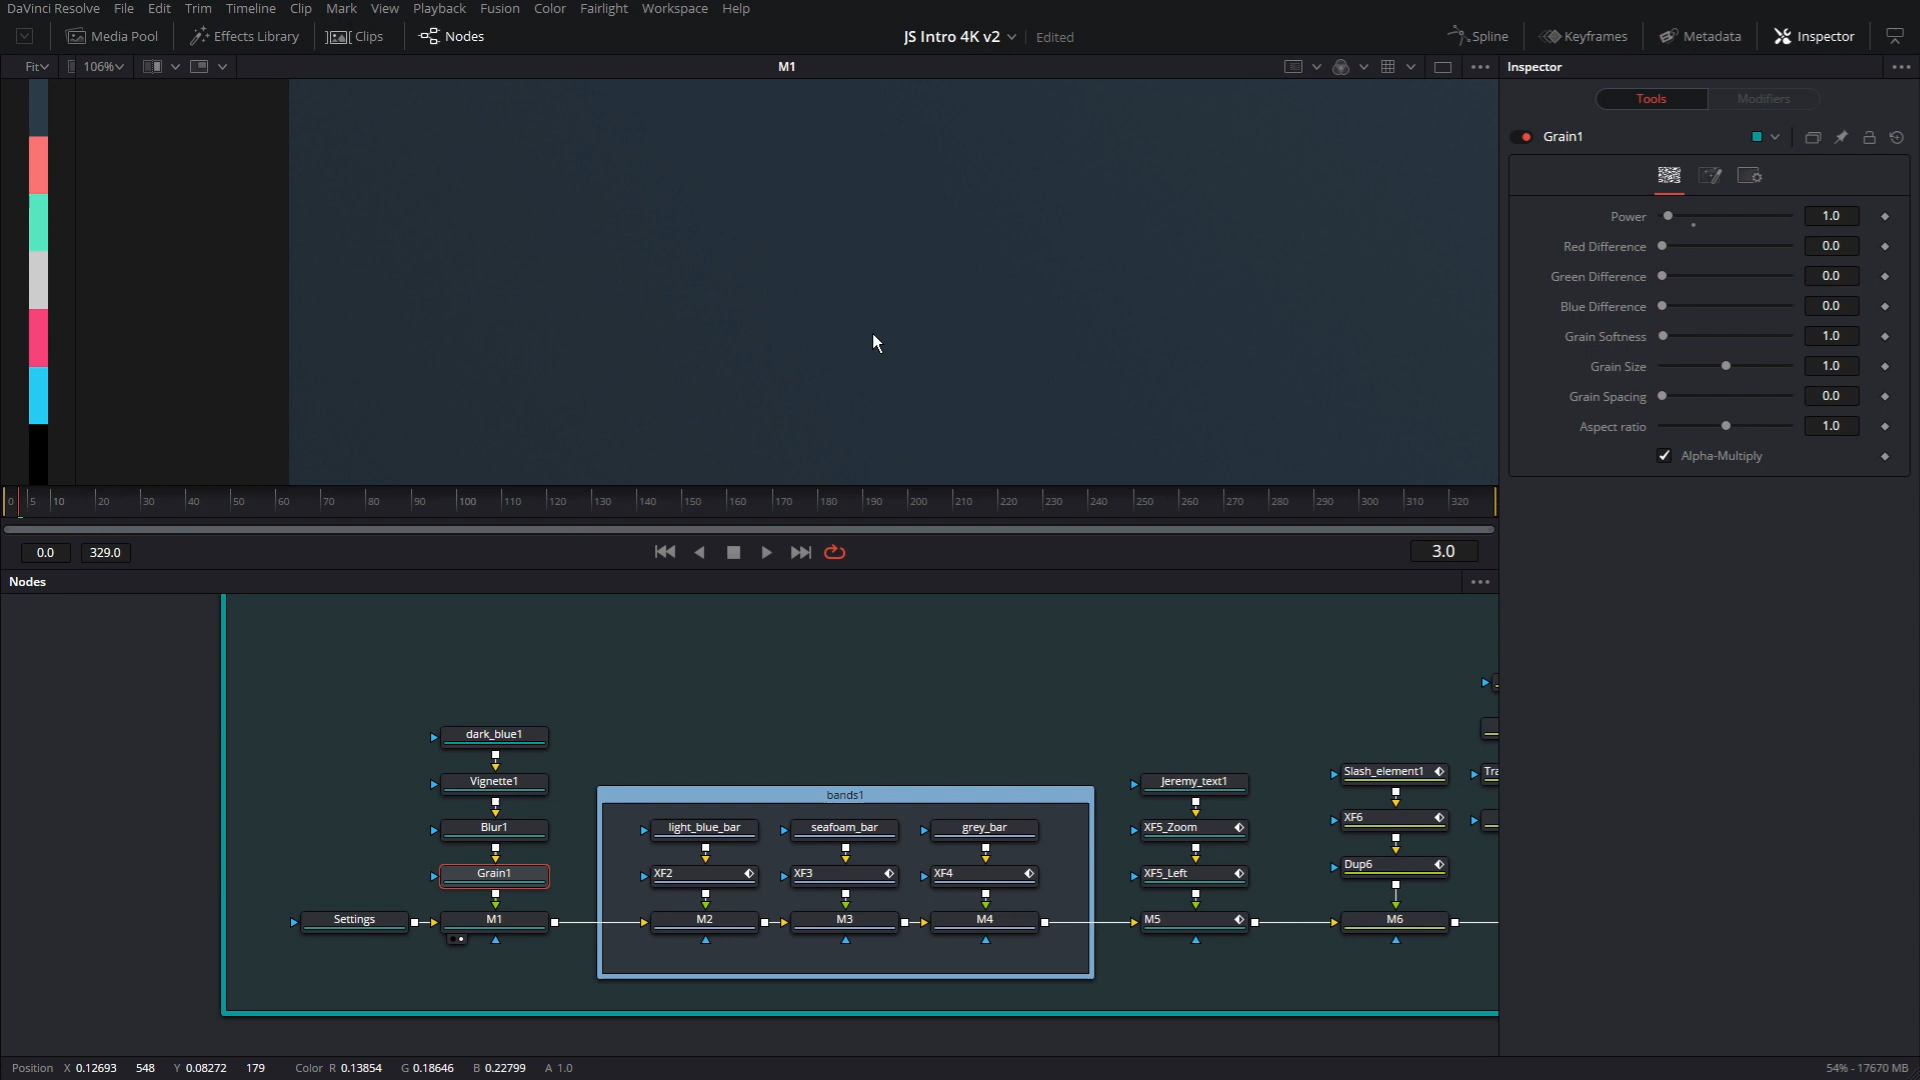 DaVinci Resolve File Edit Trim Timeline Clip Mark View Playback Fusion Color Fairlight Workspace Help
Media Pool Effects Library Clips Nodes JS Intro 4K v2 Edited Spline Keyframes Metadata Inspector
Fit 106% M1 Inspector
Tools Modifiers
Grain1
Power 1.0
Red Difference 0.0
Green Difference 0.0
Blue Difference 0.0
Grain Softness 1.0
Grain Size 1.0
Grain Spacing 0.0
Aspect ratio 1.0
Alpha-Multiply
0 5 10 20 30 40 50 60 70 80 90 100 110 120 130 140 150 160 170 180 190 200 210 220 230 240 250 260 270 280 290 300 310 320
0.0 329.0 3.0
Nodes
dark_blue1
Vignette1
Blur1
Grain1
Settings M1
bands1
light_blue_bar seafoam_bar grey_bar
XF2 XF3 XF4
M2 M3 M4
Jeremy_text1
XF5_Zoom
XF5_Left
M5
Slash_element1
XF6
Dup6
M6
Position X 0.12693 548 Y 0.08272 179 Color R 0.13854 G 0.18646 B 0.22799 A 1.0 54% - 17670 MB